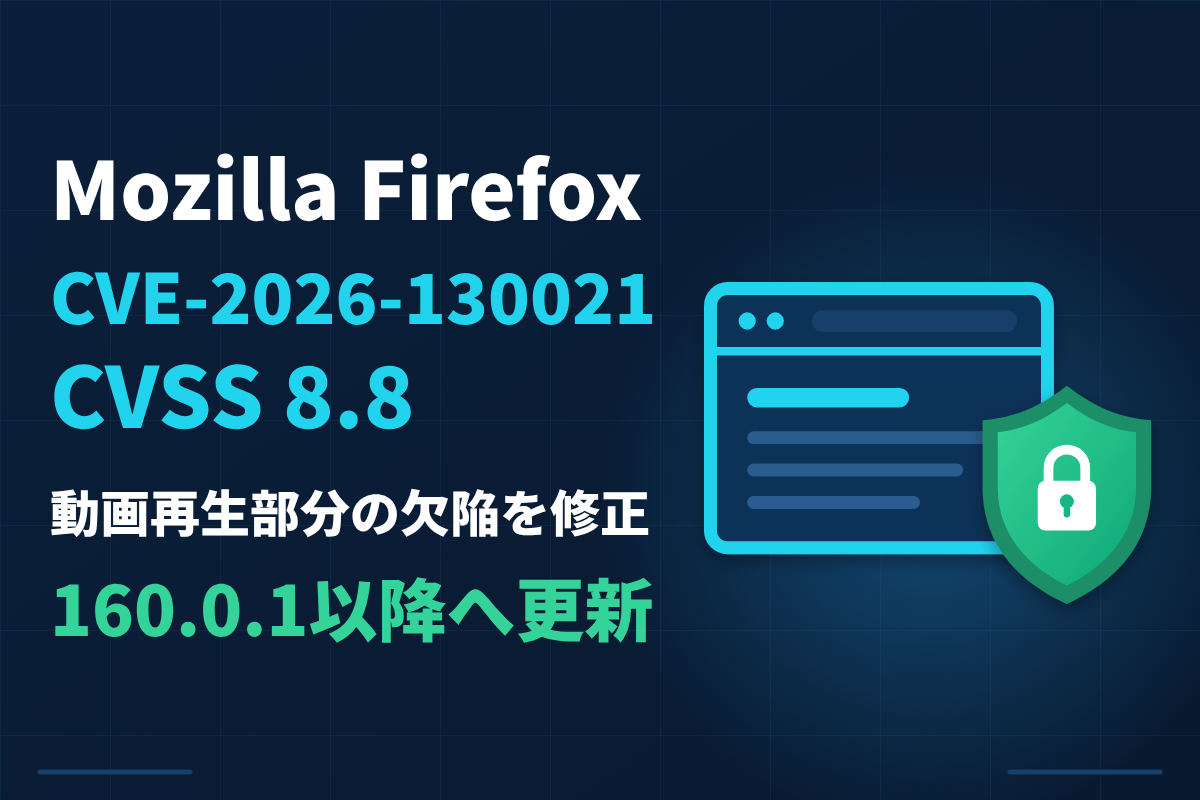 Mozilla Firefox
CVE-2026-130021
CVSS 8.8
動画再生部分の欠陥を修正
160.0.1以降へ更新